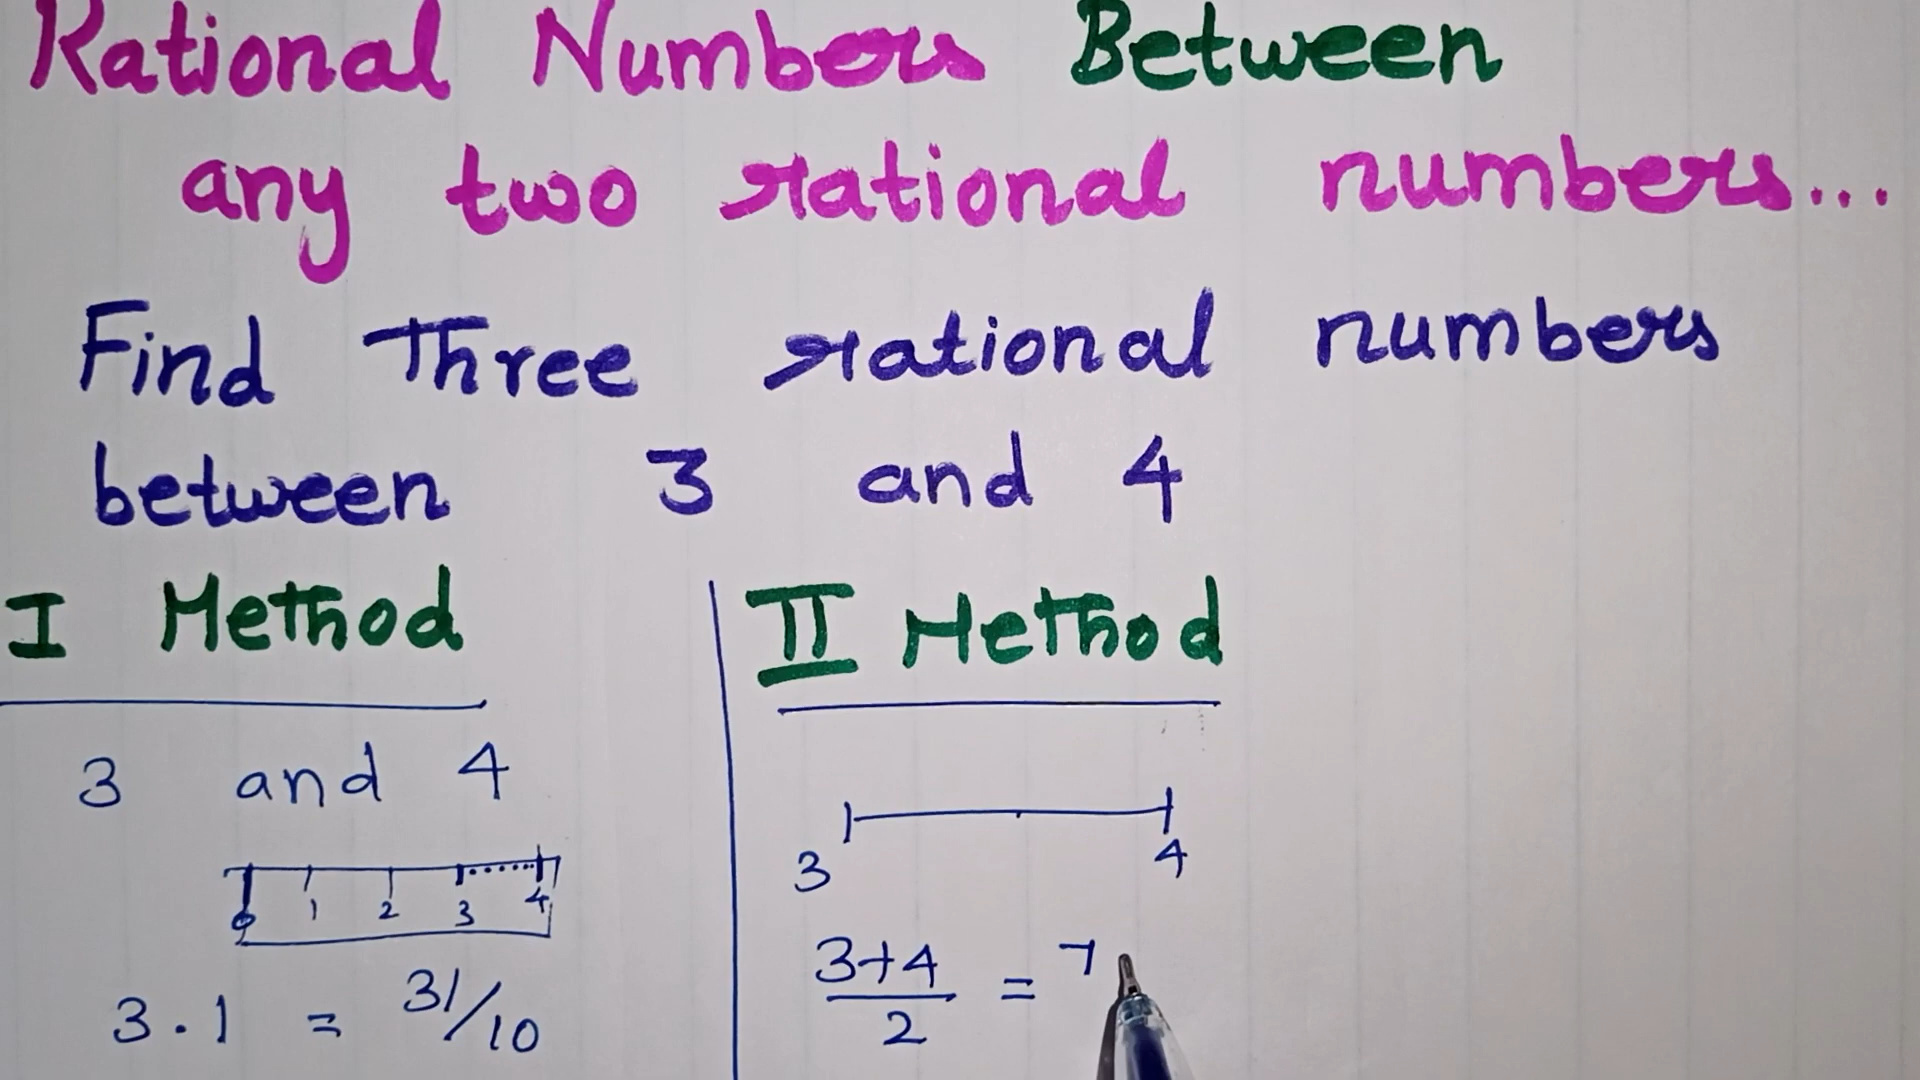 Rational Numbers Between
any two rational numbers...
Find Three rational numbers
between 3 and 4
I Method
3 and 4
0 1 2 3 4
3.1 = 31/10
II Method
3 4
3+4
2
= 7